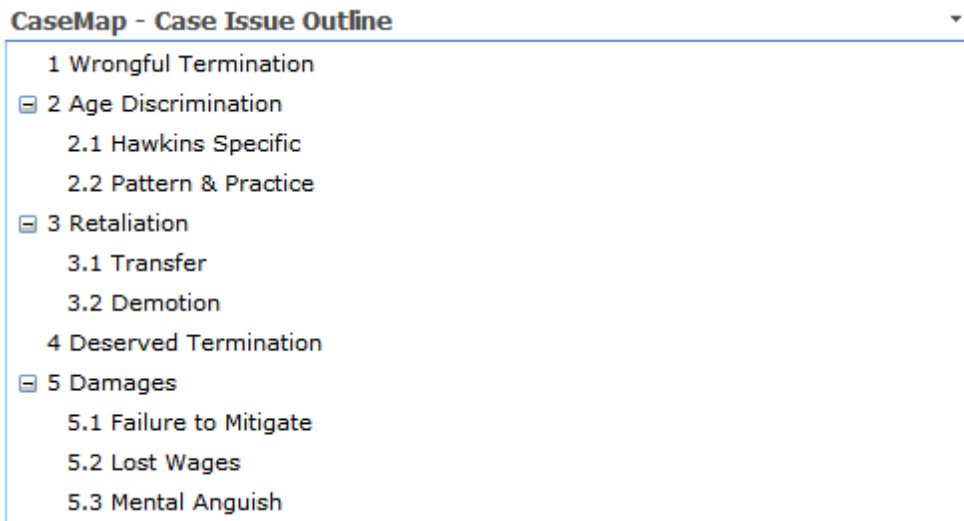 CaseMap - Case Issue Outline
1 Wrongful Termination
2 Age Discrimination
2.1 Hawkins Specific
2.2 Pattern & Practice
3 Retaliation
3.1 Transfer
3.2 Demotion
4 Deserved Termination
5 Damages
5.1 Failure to Mitigate
5.2 Lost Wages
5.3 Mental Anguish